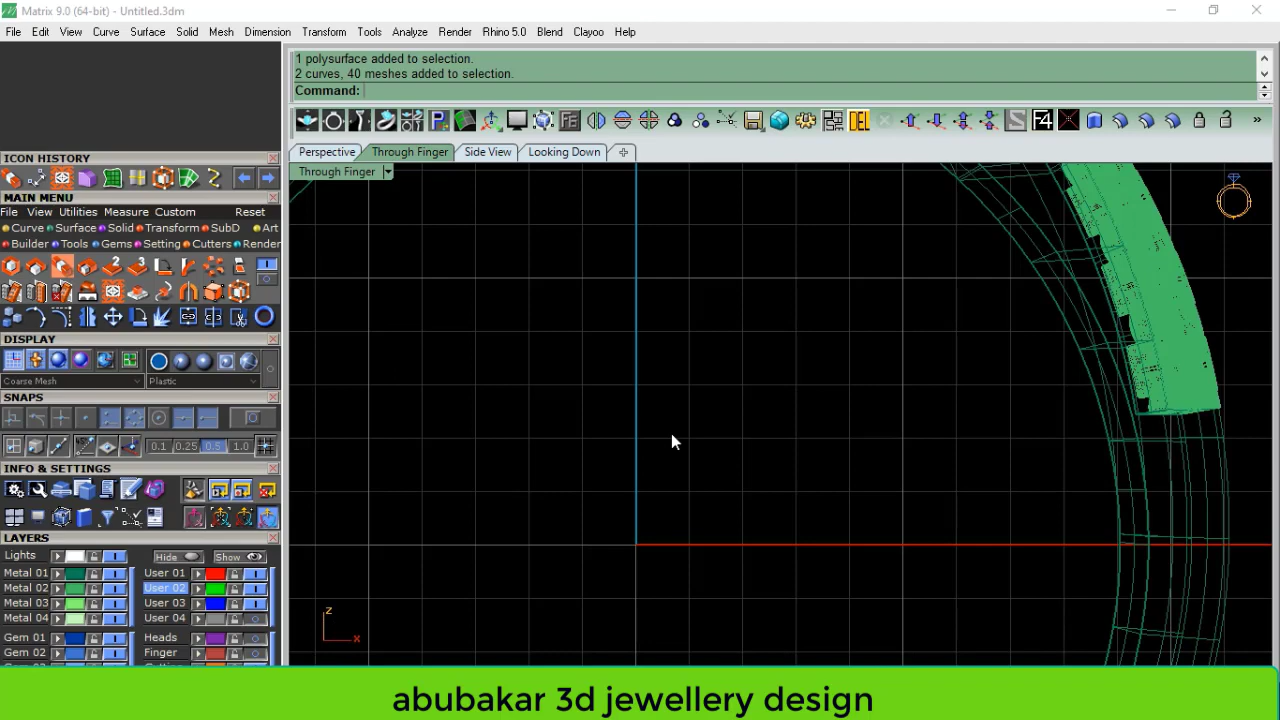 Matrix 9.0 (64-bit) - Untitled.3dm
File Edit View Curve Surface Solid Mesh Dimension Transform Tools Analyze Render Rhino 5.0 Blend Clayoo Help
1 polysurface added to selection.
2 curves, 40 meshes added to selection.
Command:
Perspective Through Finger Side View Looking Down
Through Finger
ICON HISTORY
MAIN MENU
File View Utilities Measure Custom Reset
Curve Surface Solid Transform SubD Art
Builder Tools Gems Setting Cutters Render
DISPLAY
Coarse Mesh Plastic
SNAPS
0.1 0.25 0.5 1.0
INFO & SETTINGS
LAYERS
Lights Hide Show
Metal 01 User 01
Metal 02 User 02
Metal 03 User 03
Metal 04 User 04
Gem 01 Heads
Gem 02 Finger
z
x
abubakar 3d jewellery design